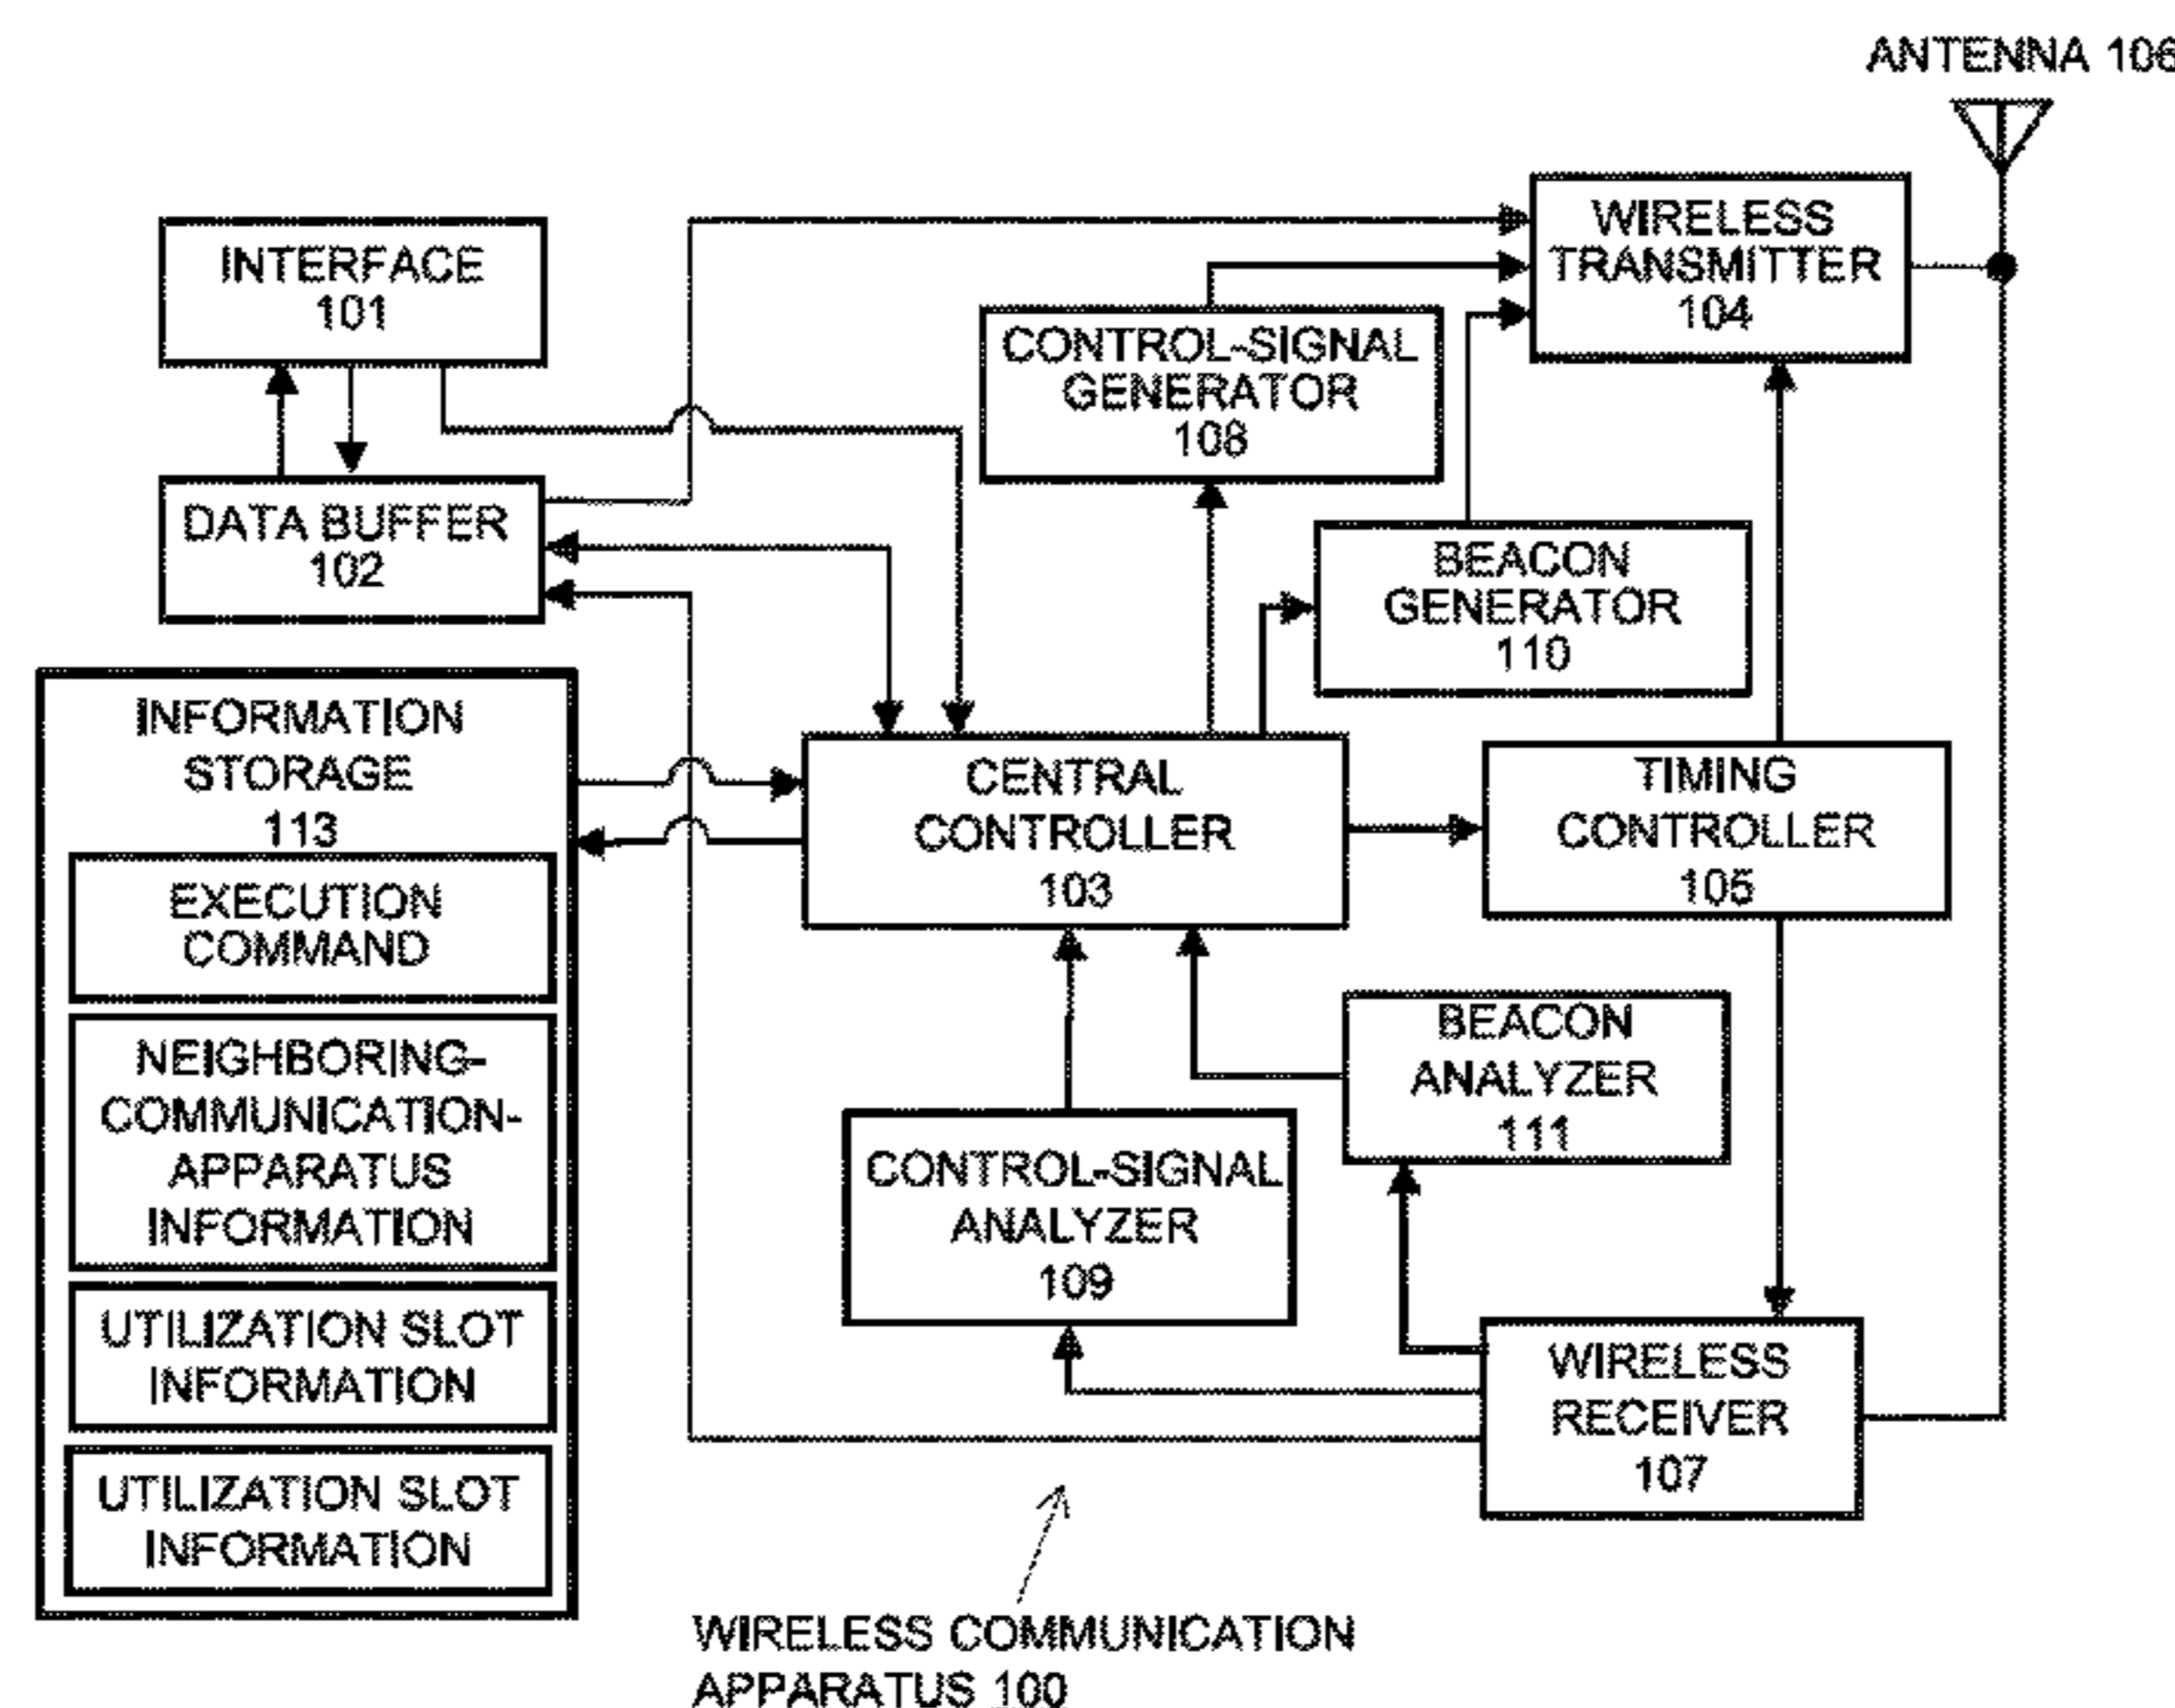 ANTENNA 106
WIRELESS
TRANSMITTER
104
INTERFACE
101
CONTROL-SIGNAL
GENERATOR
108
DATA BUFFER
102
BEACON
GENERATOR
110
INFORMATION
STORAGE
113
EXECUTION
COMMAND
NEIGHBORING-
COMMUNICATION-
APPARATUS
INFORMATION
UTILIZATION SLOT
INFORMATION
UTILIZATION SLOT
INFORMATION
CENTRAL
CONTROLLER
103
TIMING
CONTROLLER
105
BEACON
ANALYZER
111
CONTROL-SIGNAL
ANALYZER
109
WIRELESS
RECEIVER
107
WIRELESS COMMUNICATION
APPARATUS 100